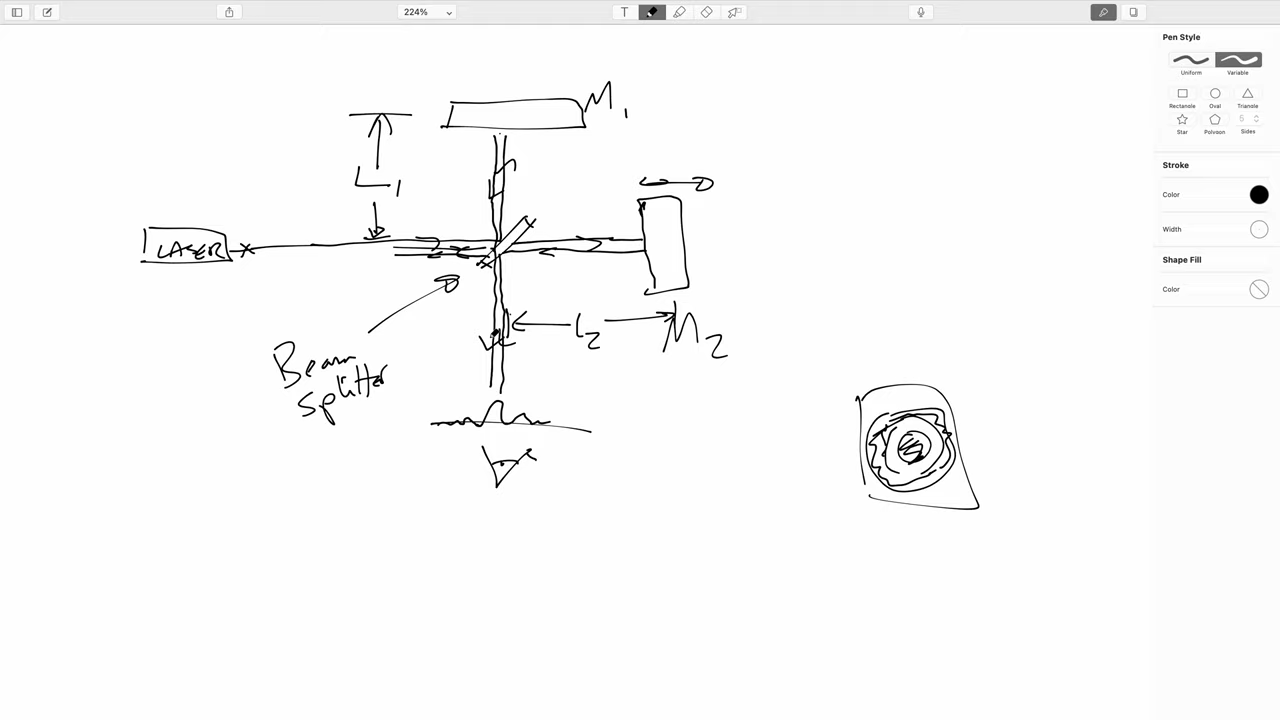 224%
T
Pen Style
Uniform
Variable
Rectangle
Oval
Triangle
Star
Polygon
5
Sides
Stroke
Color
Width
Shape Fill
Color
M1
L1
LASER
L2
M2
Beam
splitter